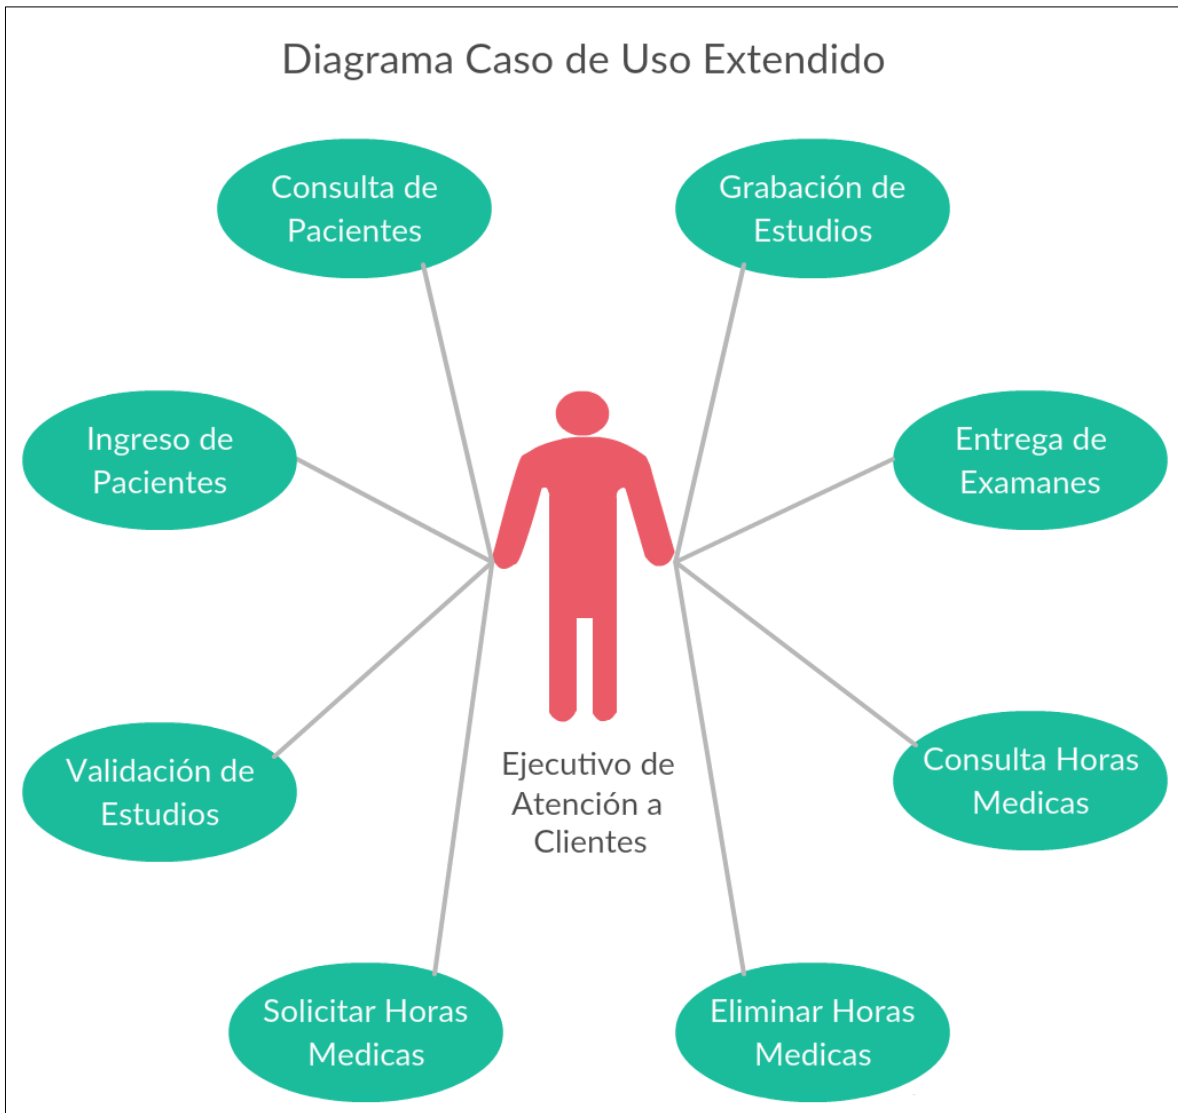 Diagrama Caso de Uso Extendido
Consulta de
Pacientes
Grabación de
Estudios
Ingreso de
Pacientes
Entrega de
Examanes
Validación de
Estudios
Ejecutivo de
Atención a
Clientes
Consulta Horas
Medicas
Solicitar Horas
Medicas
Eliminar Horas
Medicas